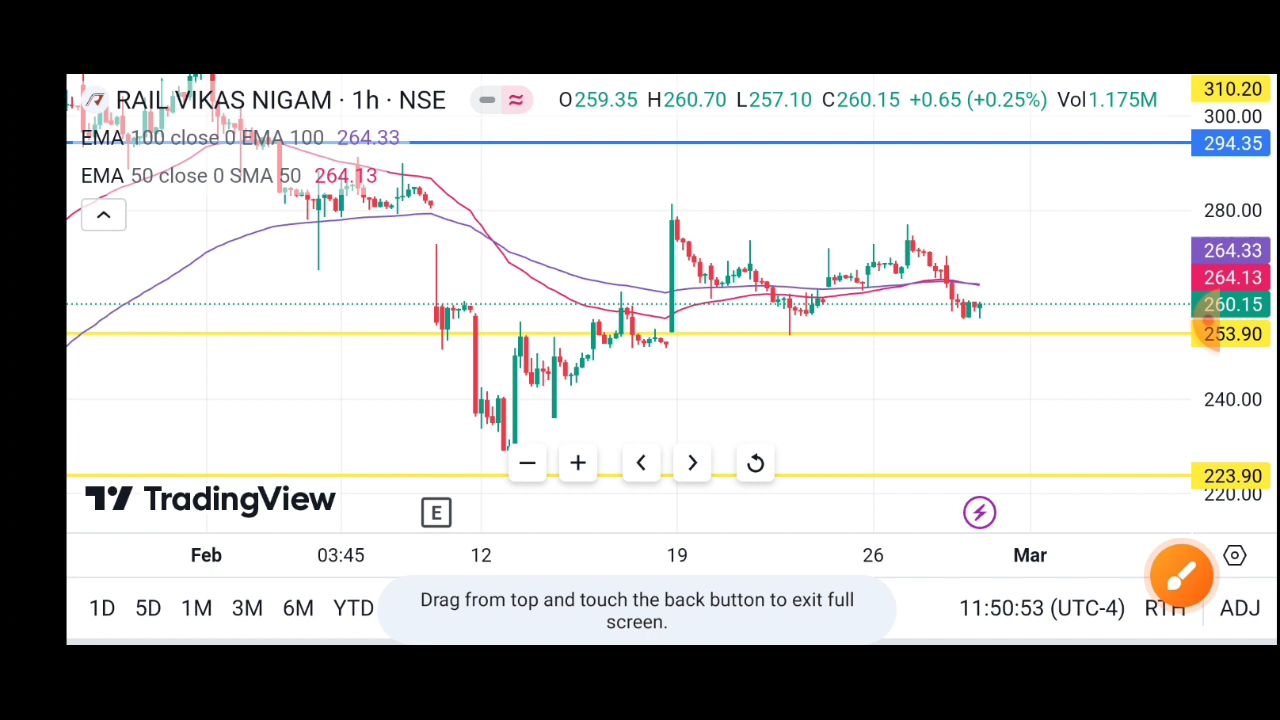 RAIL VIKAS NIGAM · 1h · NSE O259.35 H260.70 L257.10 C260.15 +0.65 (+0.25%) Vol1.175M
EMA 100 close 0 EMA 100 264.33
EMA 50 close 0 SMA 50 264.13
310.20
300.00
294.35
280.00
264.33
264.13
260.15
253.90
240.00
223.90
220.00
TradingView
E
Feb 03:45 12 19 26 Mar
1D 5D 1M 3M 6M YTD 11:50:53 (UTC-4) RTH ADJ
Drag from top and touch the back button to exit full
screen.